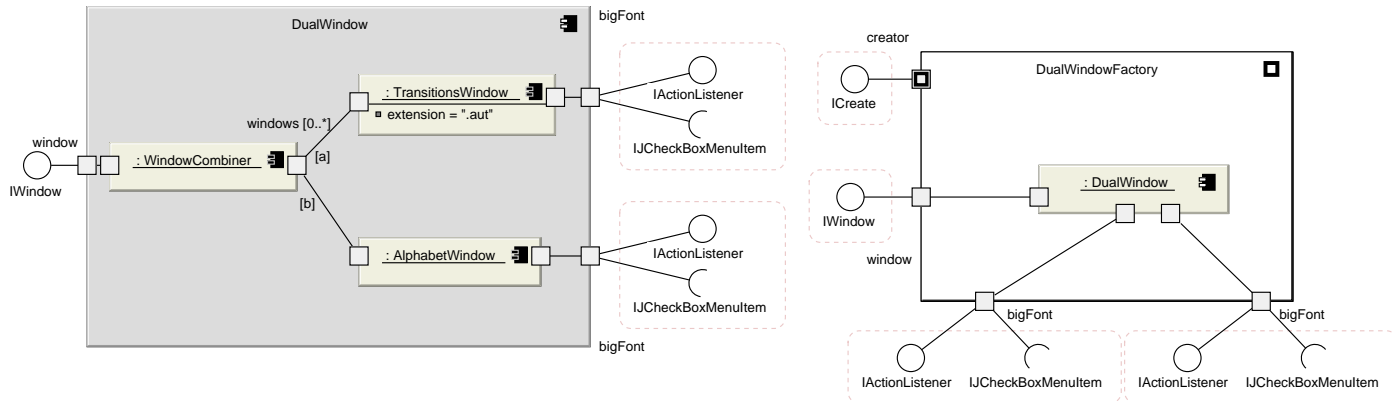 DualWindow
bigFont
: TransitionsWindow
extension = ".aut"
IActionListener
IJCheckBoxMenuItem
windows [0..*]
window
: WindowCombiner
[a]
IWindow
[b]
: AlphabetWindow
IActionListener
IJCheckBoxMenuItem
bigFont
creator
DualWindowFactory
ICreate
: DualWindow
IWindow
window
bigFont
bigFont
IActionListener
IJCheckBoxMenuItem
IActionListener
IJCheckBoxMenuItem